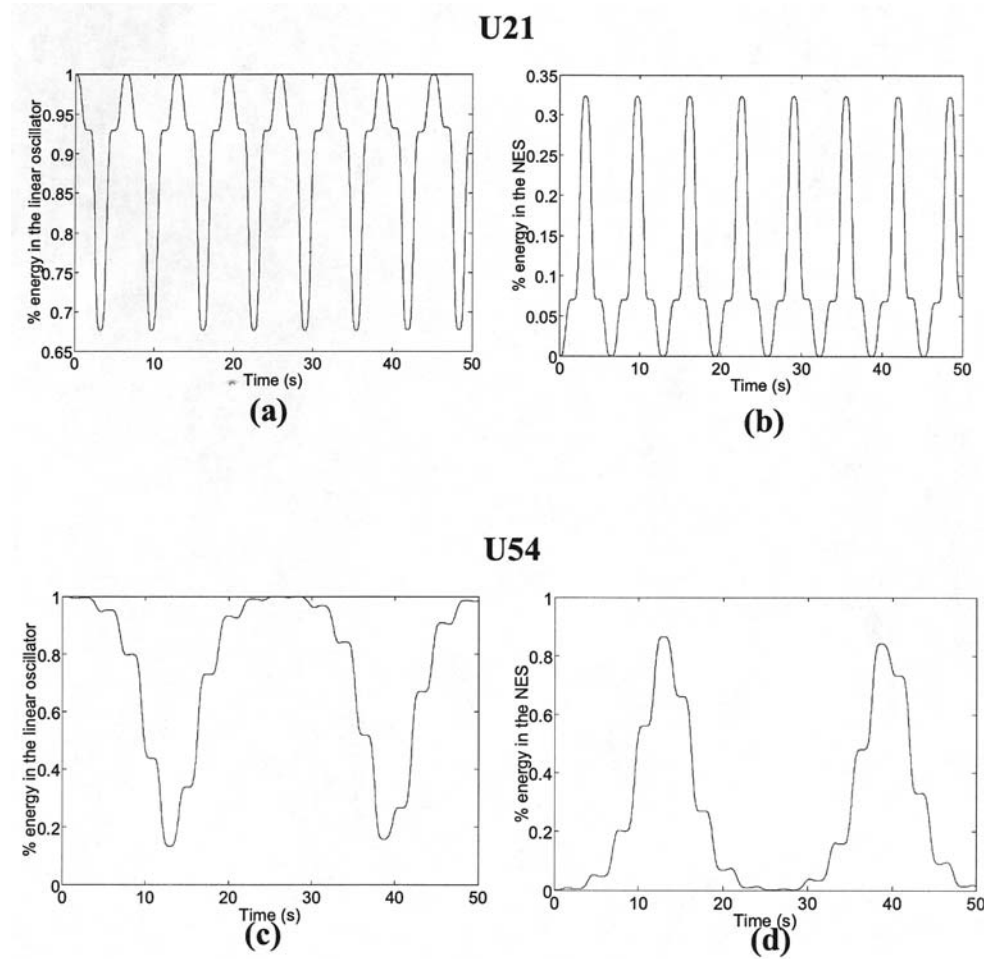 U21
% energy in the linear oscillator
1
0.95
0.9
0.85
0.8
0.75
0.7
0.65
0 10 20 30 40 50
Time (s)
(a)
% energy in the NES
0.35
0.3
0.25
0.2
0.15
0.1
0.05
0
0 10 20 30 40 50
Time (s)
(b)
U54
% energy in the linear oscillator
1
0.8
0.6
0.4
0.2
0
0 10 20 30 40 50
Time (s)
(c)
% energy in the NES
1
0.8
0.6
0.4
0.2
0
0 10 20 30 40 50
Time (s)
(d)